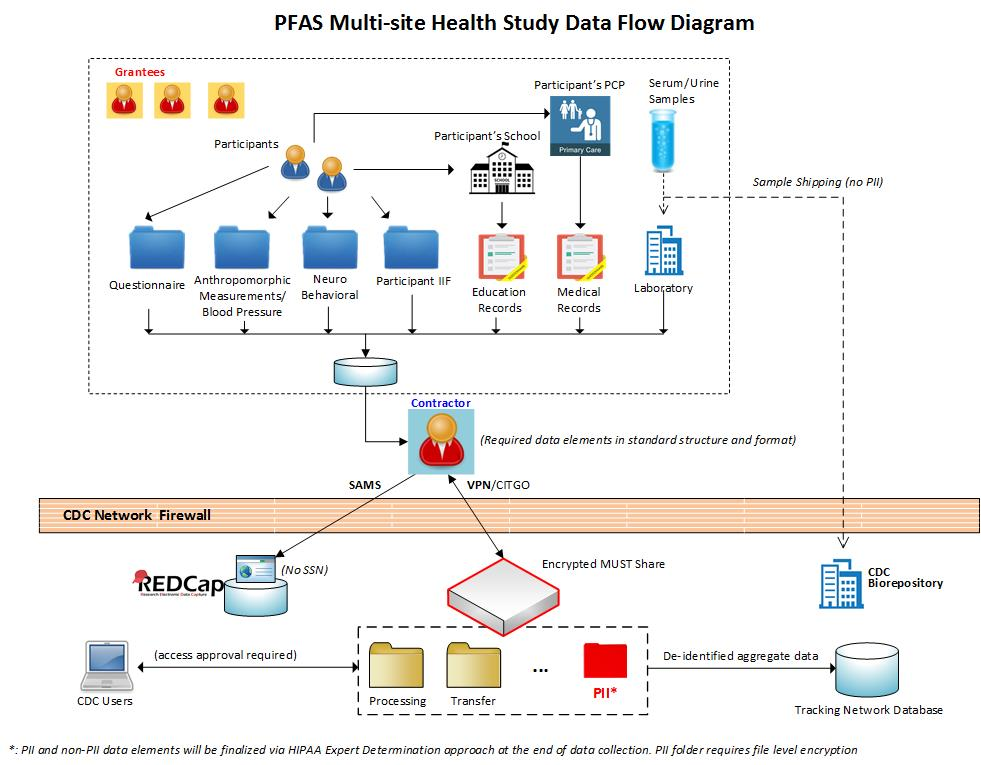 PFAS Multi-site Health Study Data Flow Diagram
Grantees
Participant's PCP
Serum/Urine
Samples
Primary Care
Participants
Participant's School
SCHOOL
Sample Shipping (no PII)
Questionnaire
Anthropomorphic
Measurements/
Blood Pressure
Neuro
Behavioral
Participant IIF
Education
Records
Medical
Records
Laboratory
Contractor
(Required data elements in standard structure and format)
SAMS
VPN/CITGO
CDC Network Firewall
REDCap
Research Electronic Data Capture
(No SSN)
Encrypted MUST Share
CDC
Biorepository
(access approval required)
CDC Users
Processing
Transfer
...
PII*
De-identified aggregate data
Tracking Network Database
*: PII and non-PII data elements will be finalized via HIPAA Expert Determination approach at the end of data collection. PII folder requires file level encryption